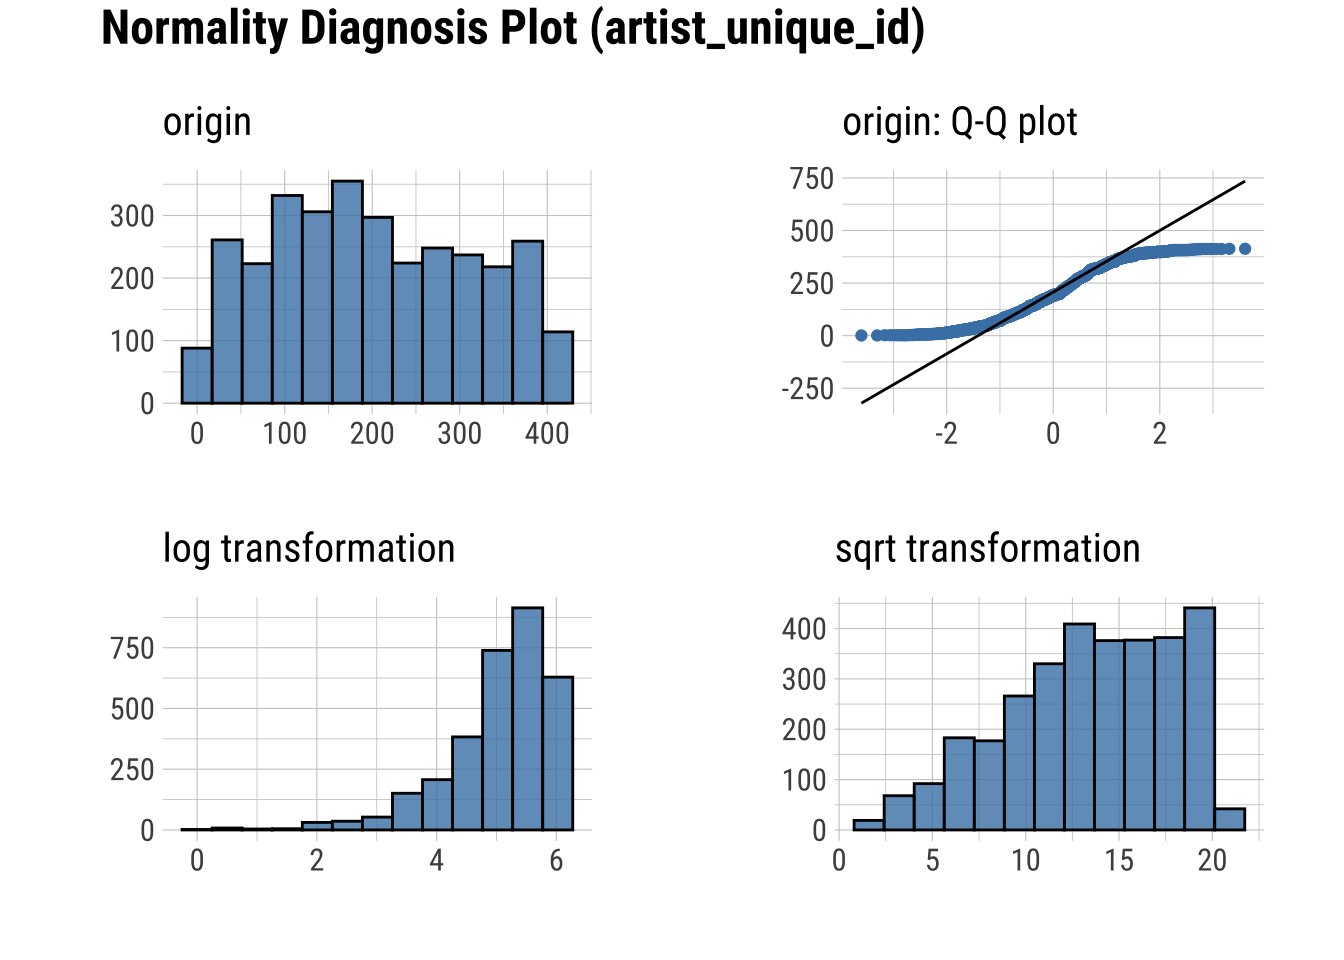 Normality Diagnosis Plot (artist_unique_id)
origin
300
200
100
0
0 100 200 300 400
origin: Q-Q plot
750
500
250
0
-250
-2 0 2
log transformation
750
500
250
0
0 2 4 6
sqrt transformation
400
300
200
100
0
0 5 10 15 20